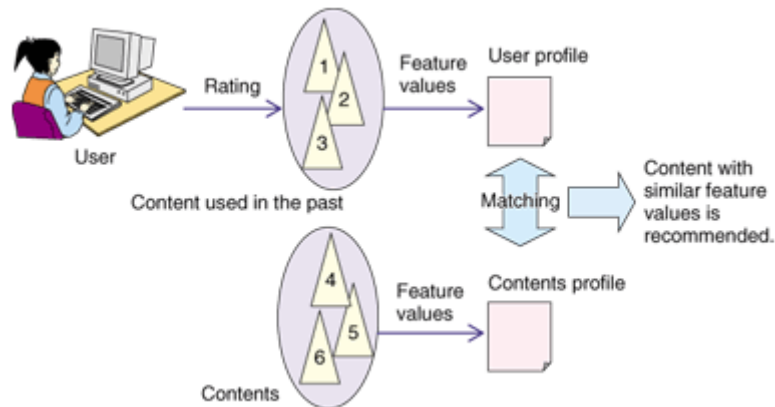 User
Rating
1
2
3
Content used in the past
Feature
values
User profile
Matching
Content with
similar feature
values is
recommended.
4
5
6
Contents
Feature
values
Contents profile